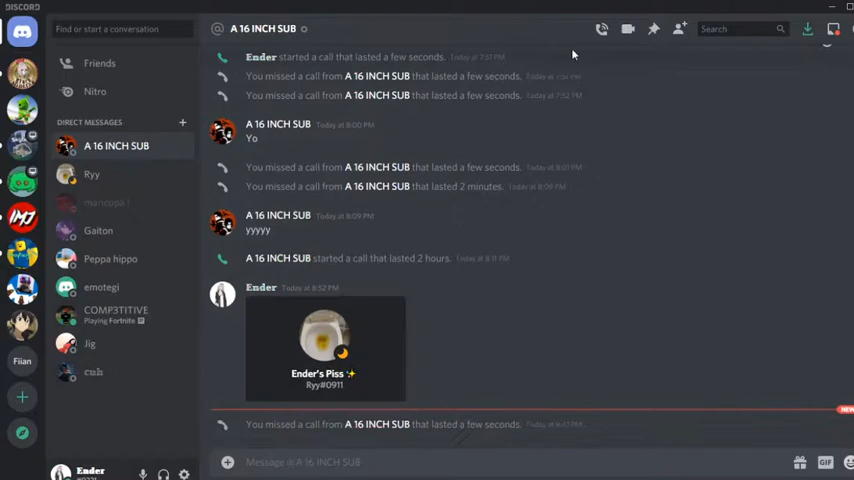 DISCORD
Find or start a conversation
A 16 INCH SUB
Search
Friends
Nitro
DIRECT MESSAGES
A 16 INCH SUB
Ryy
mancopa !
Gaiton
Peppa hippo
emotegi
COMP3TITIVE
Playing Fortnite
Jig
cuh
Fiian
Ender
Ender started a call that lasted a few seconds. Today at 7:51 PM
You missed a call from A 16 INCH SUB that lasted a few seconds. Today at
You missed a call from A 16 INCH SUB that lasted a few seconds. Today at 7:52 PM
A 16 INCH SUB Today at 8:00 PM
Yo
You missed a call from A 16 INCH SUB that lasted a few seconds. Today at 8:01 PM
You missed a call from A 16 INCH SUB that lasted 2 minutes. Today at 8:09 PM
A 16 INCH SUB Today at 8:09 PM
yyyyy
A 16 INCH SUB started a call that lasted 2 hours. Today at 8:11 PM
Ender Today at 8:52 PM
Ender's Piss ✨
Ryy#0911
NEW
You missed a call from A 16 INCH SUB that lasted a few seconds. Today at
Message @A 16 INCH SUB
GIF